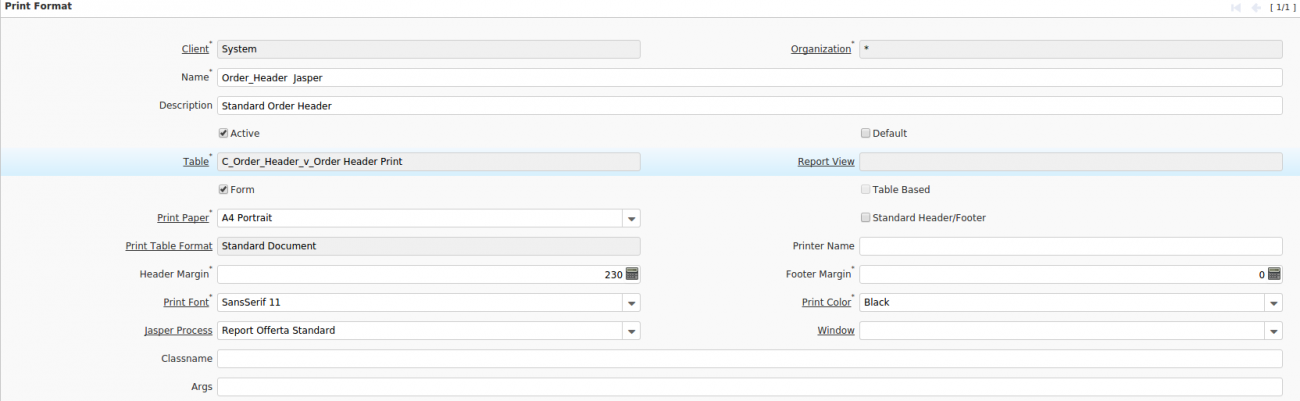 Print Format [ 1/1 ]
Client* System Organization* *
Name* Order_Header Jasper
Description Standard Order Header
Active Default
Table* C_Order_Header_v_Order Header Print Report View
Form Table Based
Print Paper* A4 Portrait Standard Header/Footer
Print Table Format Standard Document Printer Name
Header Margin* 230 Footer Margin* 0
Print Font* SansSerif 11 Print Color* Black
Jasper Process Report Offerta Standard Window
Classname
Args